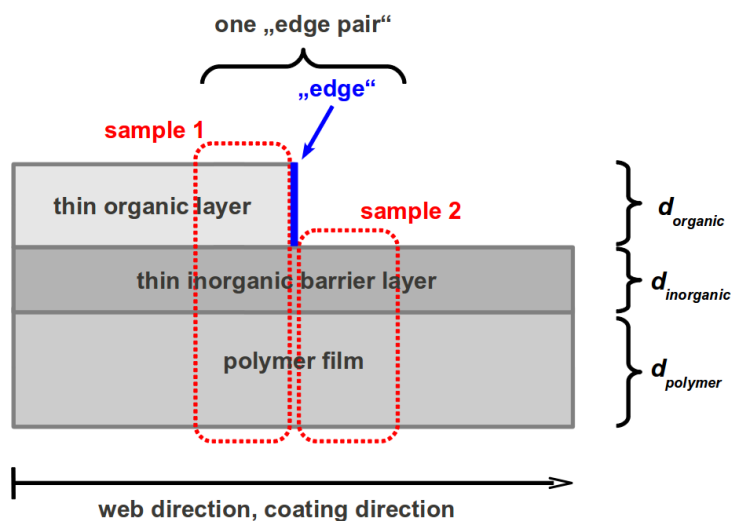 one „edge pair“
„edge“
sample 1
sample 2
thin organic layer
d organic
thin inorganic barrier layer
d inorganic
polymer film
d polymer
web direction, coating direction